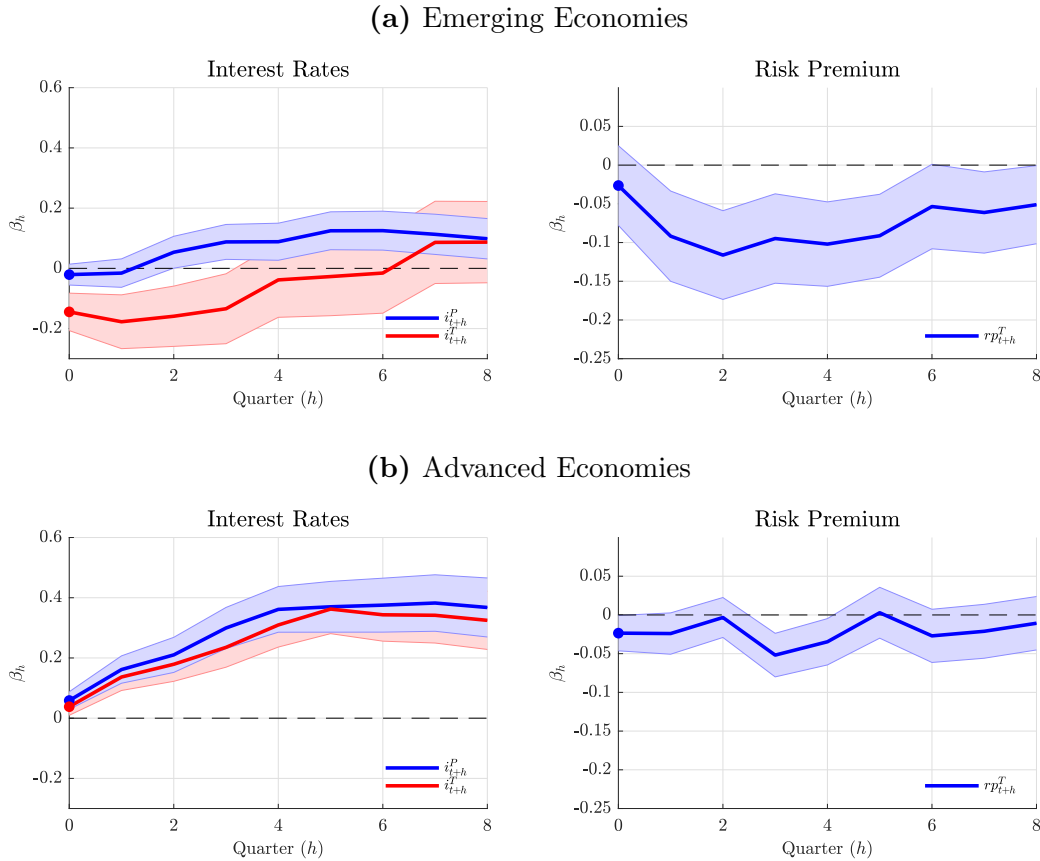 (a) Emerging Economies
Interest Rates
0.6
0.4
0.2
0
-0.2
β_h
i^P_{t+h}
i^T_{t+h}
0 2 4 6 8
Quarter (h)
Risk Premium
0.05
0
-0.05
-0.1
-0.15
-0.2
-0.25
β_h
rp^T_{t+h}
0 2 4 6 8
Quarter (h)
(b) Advanced Economies
Interest Rates
0.6
0.4
0.2
0
-0.2
β_h
i^P_{t+h}
i^T_{t+h}
0 2 4 6 8
Quarter (h)
Risk Premium
0.05
0
-0.05
-0.1
-0.15
-0.2
-0.25
β_h
rp^T_{t+h}
0 2 4 6 8
Quarter (h)